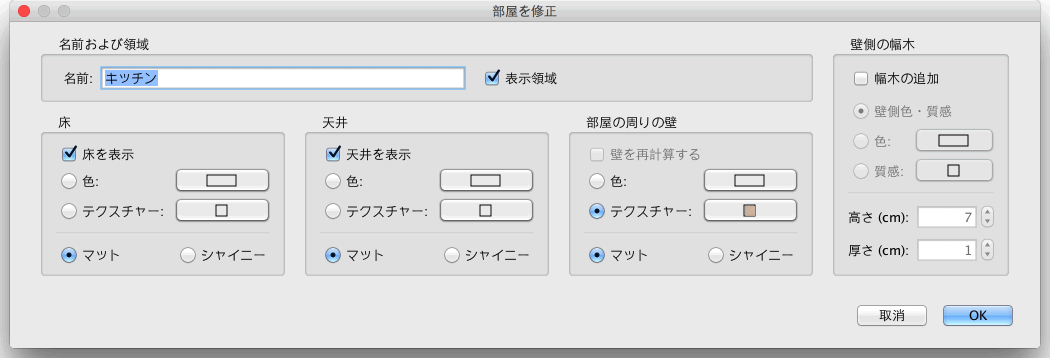 部屋を修正
名前および領域
名前: キッチン
表示領域
床
床を表示
色:
テクスチャー:
マット
シャイニー
天井
天井を表示
色:
テクスチャー:
マット
シャイニー
部屋の周りの壁
壁を再計算する
色:
テクスチャー:
マット
シャイニー
壁側の幅木
幅木の追加
壁側色・質感
色:
質感:
高さ (cm): 7
厚さ (cm): 1
取消
OK